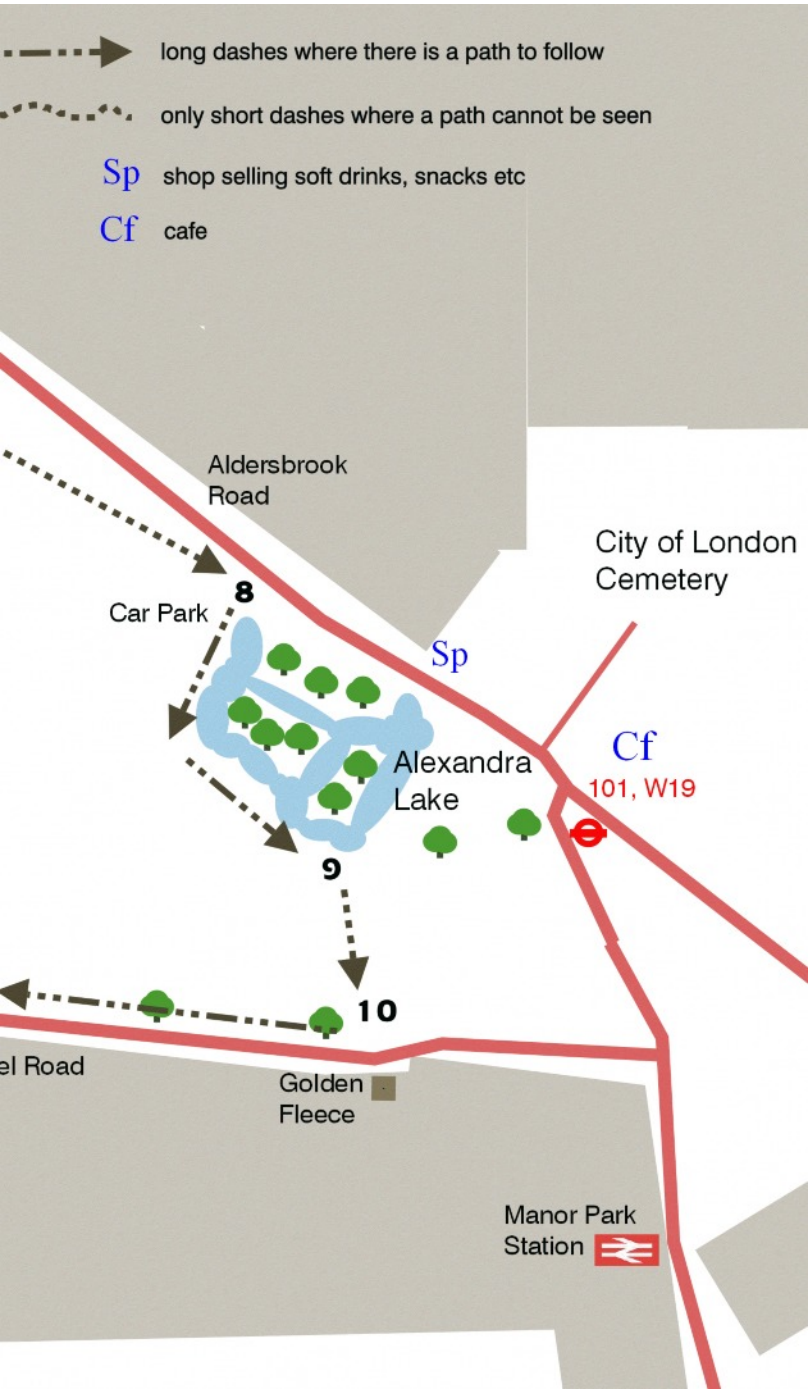 long dashes where there is a path to follow
only short dashes where a path cannot be seen
Sp shop selling soft drinks, snacks etc
Cf cafe
Aldersbrook
Road
City of London
Cemetery
8
Car Park
Sp
Cf
Alexandra
Lake
101, W19
9
10
el Road
Golden
Fleece
Manor Park
Station